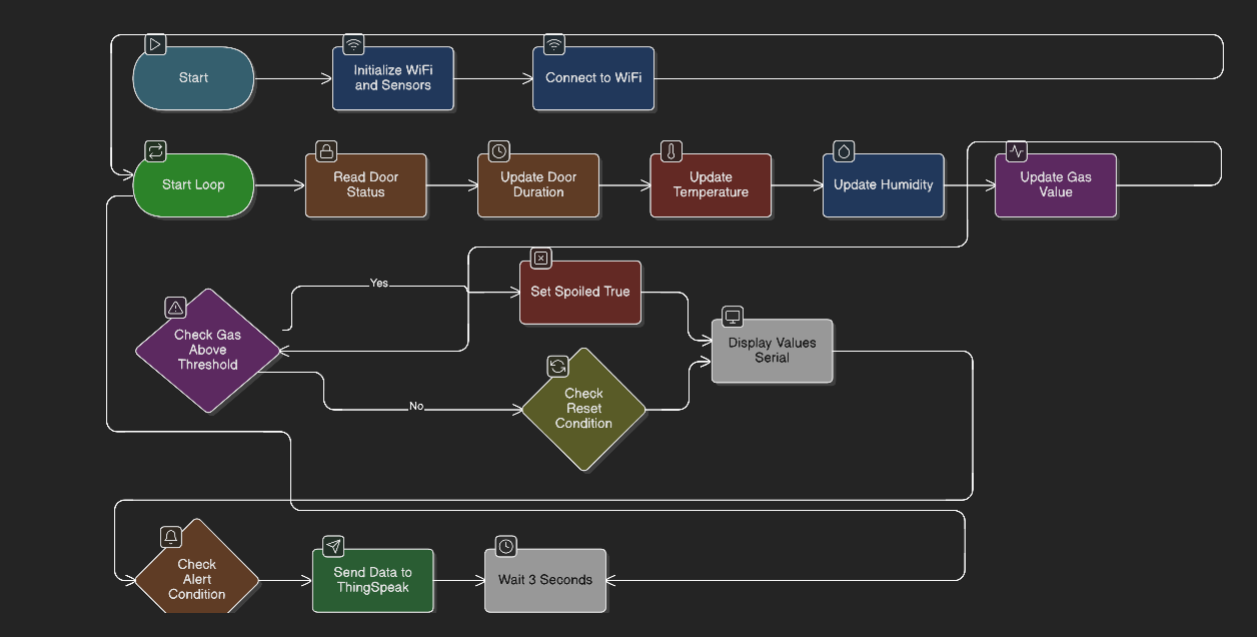 Start
Initialize WiFi
and Sensors
Connect to WiFi
Start Loop
Read Door
Status
Update Door
Duration
Update
Temperature
Update Humidity
Update Gas
Value
Yes
Set Spoiled True
Check Gas
Above
Threshold
Display Values
Serial
No
Check
Reset
Condition
Check
Alert
Condition
Send Data to
ThingSpeak
Wait 3 Seconds